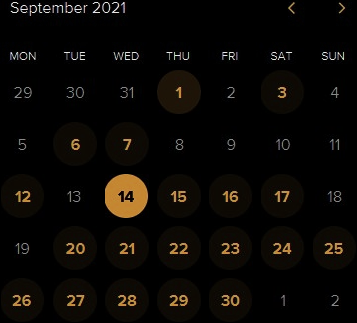 September 2021 < >
MON TUE WED THU FRI SAT SUN
29 30 31 1 2 3 4
5 6 7 8 9 10 11
12 13 14 15 16 17 18
19 20 21 22 23 24 25
26 27 28 29 30 1 2